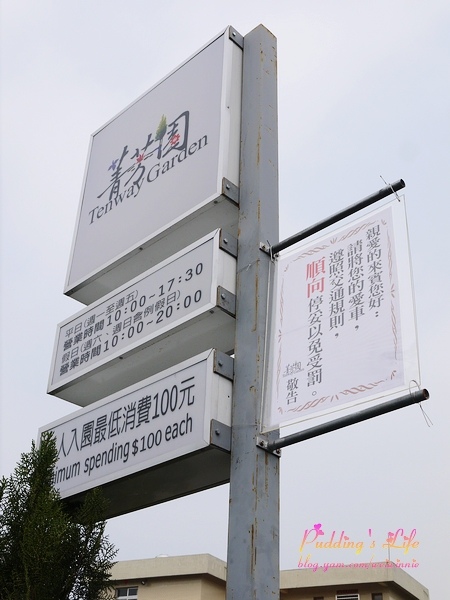 菁芳園
Tenway Garden
平日(週一至週五)
營業時間10:00~17:30
假日(週六、週日含例假日)
營業時間10:00~20:00
人入園最低消費100元
imum spending $100 each
親愛的來賓您好:
請將您的愛車,
遵照交通規則,
順向停妥以免受罰。
敬告
Pudding's Life